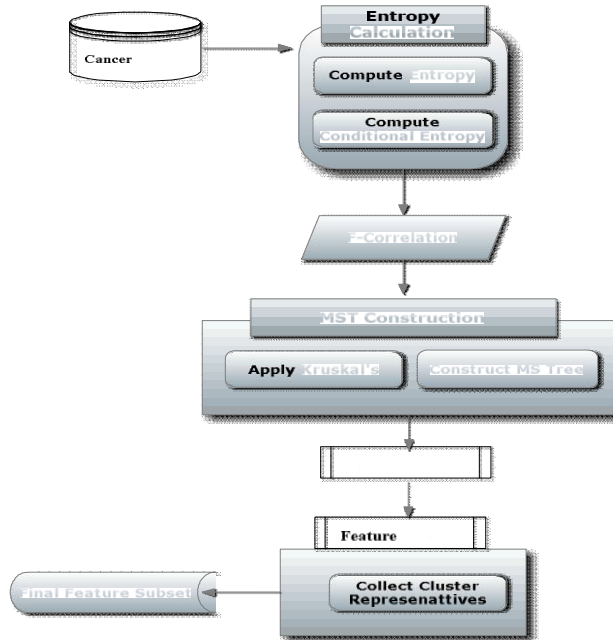 Cancer
Entropy
Calculation
Compute Entropy
Compute
Conditional Entropy
F-Correlation
MST Construction
Apply Kruskal's
Construct MS Tree
Feature
Collect Cluster
Represenattives
Final Feature Subset